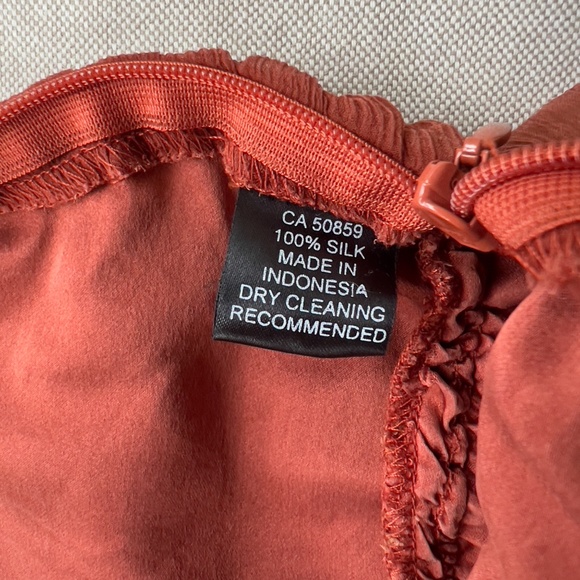 CA 50859
100% SILK
MADE IN
INDONESIA
DRY CLEANING
RECOMMENDED